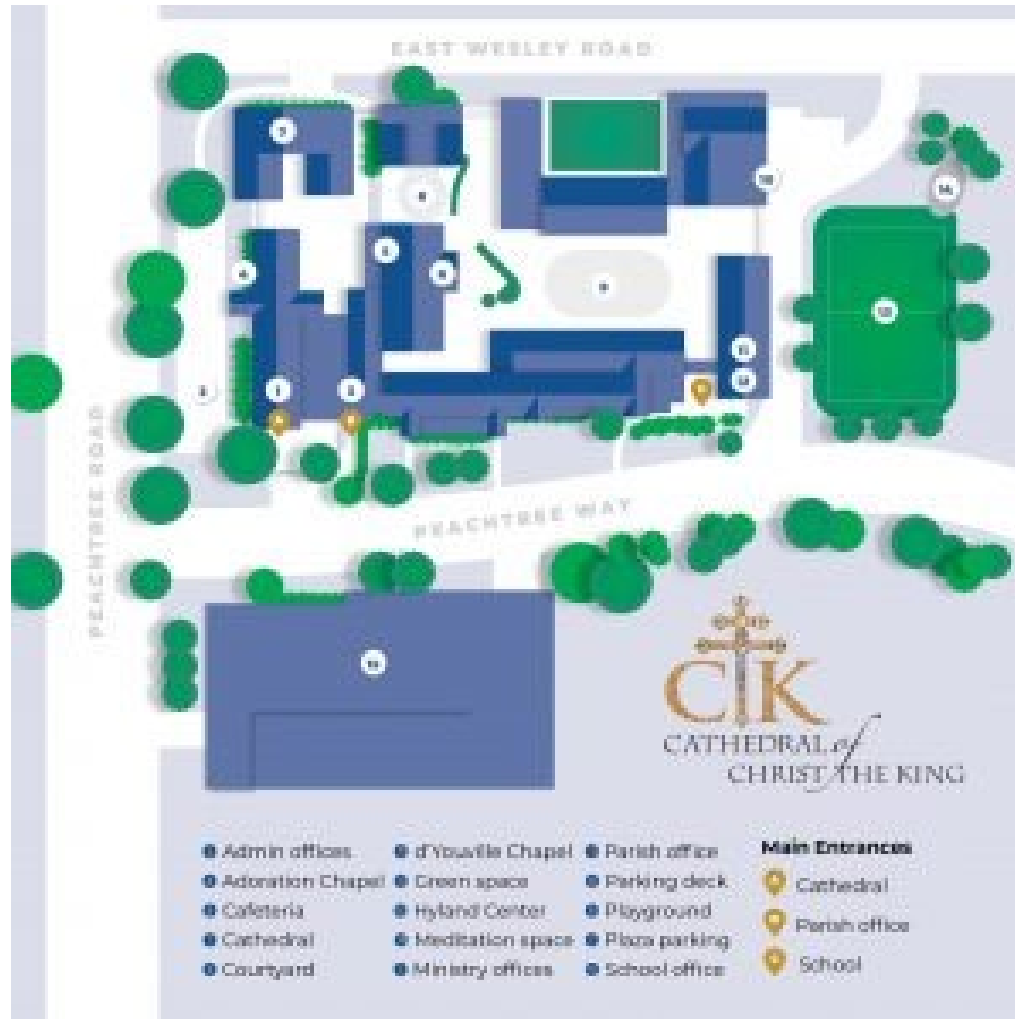 EAST WESLEY ROAD
PEACHTREE ROAD
PEACHTREE WAY
CTK
CATHEDRAL of
CHRIST THE KING
Admin offices
Adoration Chapel
Cafeteria
Cathedral
Courtyard
d'Youville Chapel
Green space
Hyland Center
Meditation space
Ministry offices
Parish office
Parking deck
Playground
Plaza parking
School office
Main Entrances
Cathedral
Parish office
School